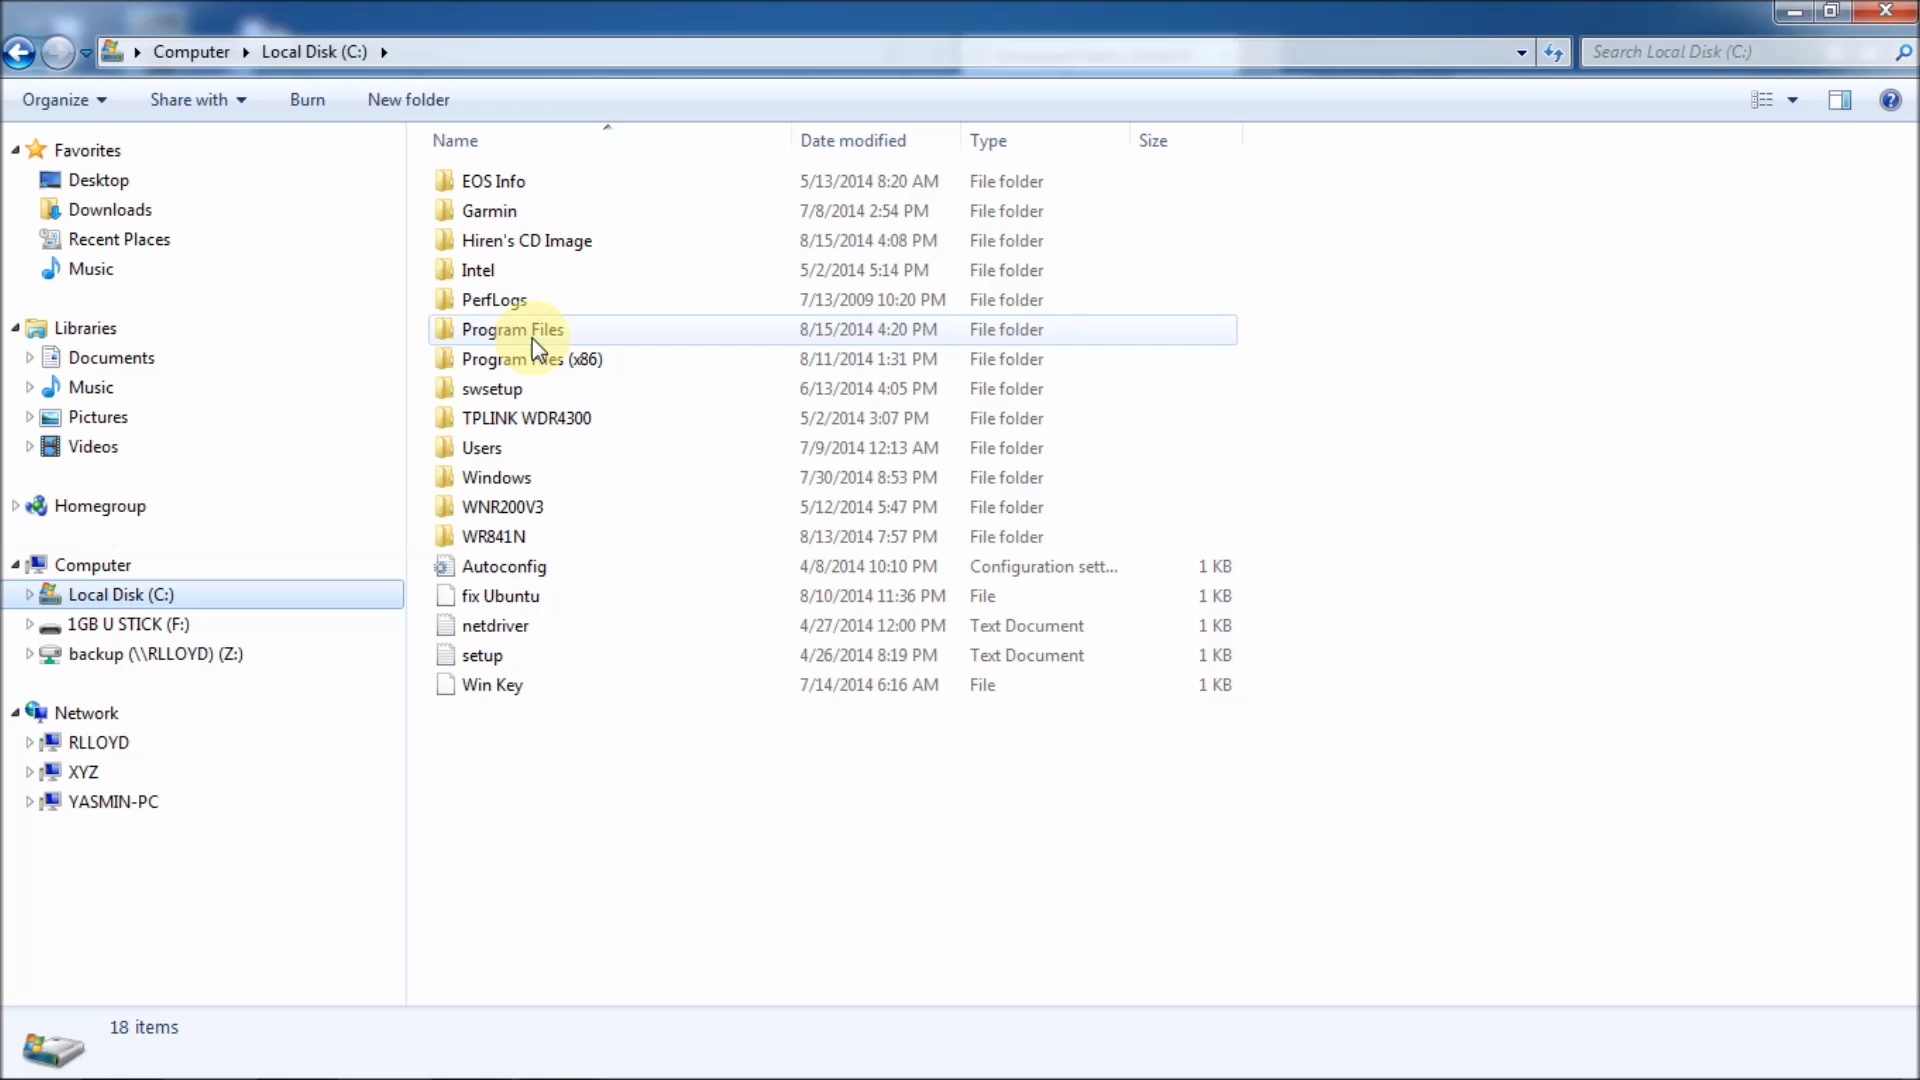 Computer Local Disk (C:) Search Local Disk (C:)
Organize Share with Burn New folder
Favorites
Desktop
Downloads
Recent Places
Music
Libraries
Documents
Music
Pictures
Videos
Homegroup
Computer
Local Disk (C:)
1GB U STICK (F:)
backup (\\RLLOYD) (Z:)
Network
RLLOYD
XYZ
YASMIN-PC
Name Date modified Type Size
EOS Info 5/13/2014 8:20 AM File folder
Garmin 7/8/2014 2:54 PM File folder
Hiren's CD Image 8/15/2014 4:08 PM File folder
Intel 5/2/2014 5:14 PM File folder
PerfLogs 7/13/2009 10:20 PM File folder
Program Files 8/15/2014 4:20 PM File folder
Program Files (x86) 8/11/2014 1:31 PM File folder
swsetup 6/13/2014 4:05 PM File folder
TPLINK WDR4300 5/2/2014 3:07 PM File folder
Users 7/9/2014 12:13 AM File folder
Windows 7/30/2014 8:53 PM File folder
WNR200V3 5/12/2014 5:47 PM File folder
WR841N 8/13/2014 7:57 PM File folder
Autoconfig 4/8/2014 10:10 PM Configuration sett... 1 KB
fix Ubuntu 8/10/2014 11:36 PM File 1 KB
netdriver 4/27/2014 12:00 PM Text Document 1 KB
setup 4/26/2014 8:19 PM Text Document 1 KB
Win Key 7/14/2014 6:16 AM File 1 KB
18 items